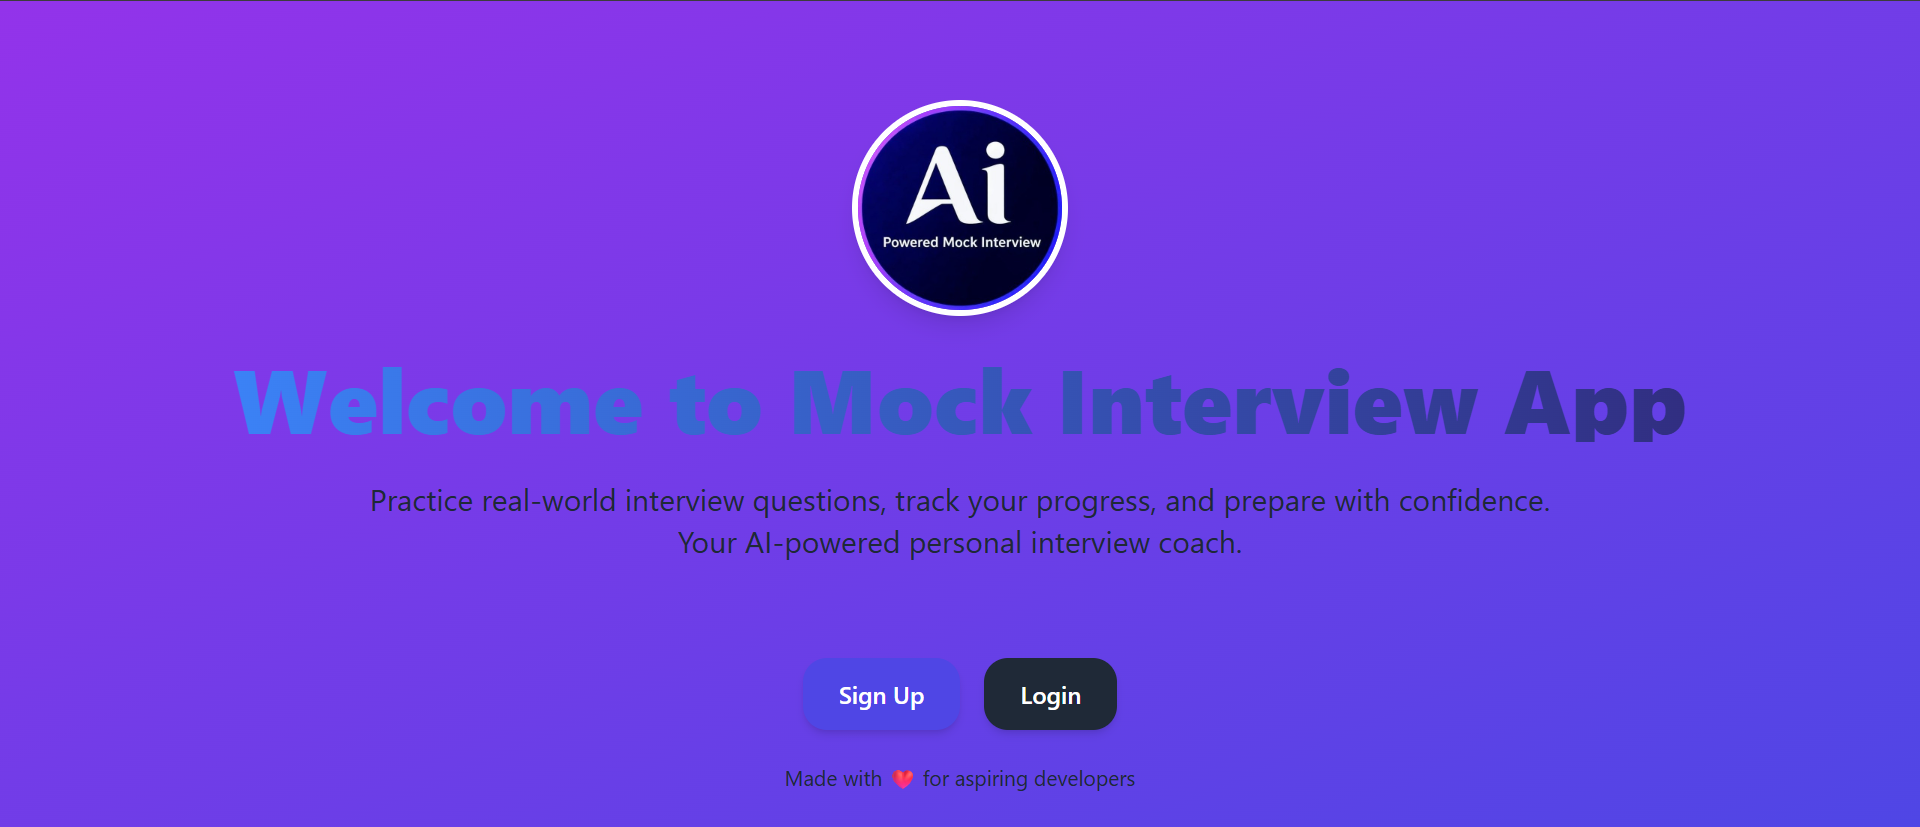 Ai
Powered Mock Interview
Welcome to Mock Interview App
Practice real-world interview questions, track your progress, and prepare with confidence.
Your AI-powered personal interview coach.
Sign Up
Login
Made with ❤️ for aspiring developers